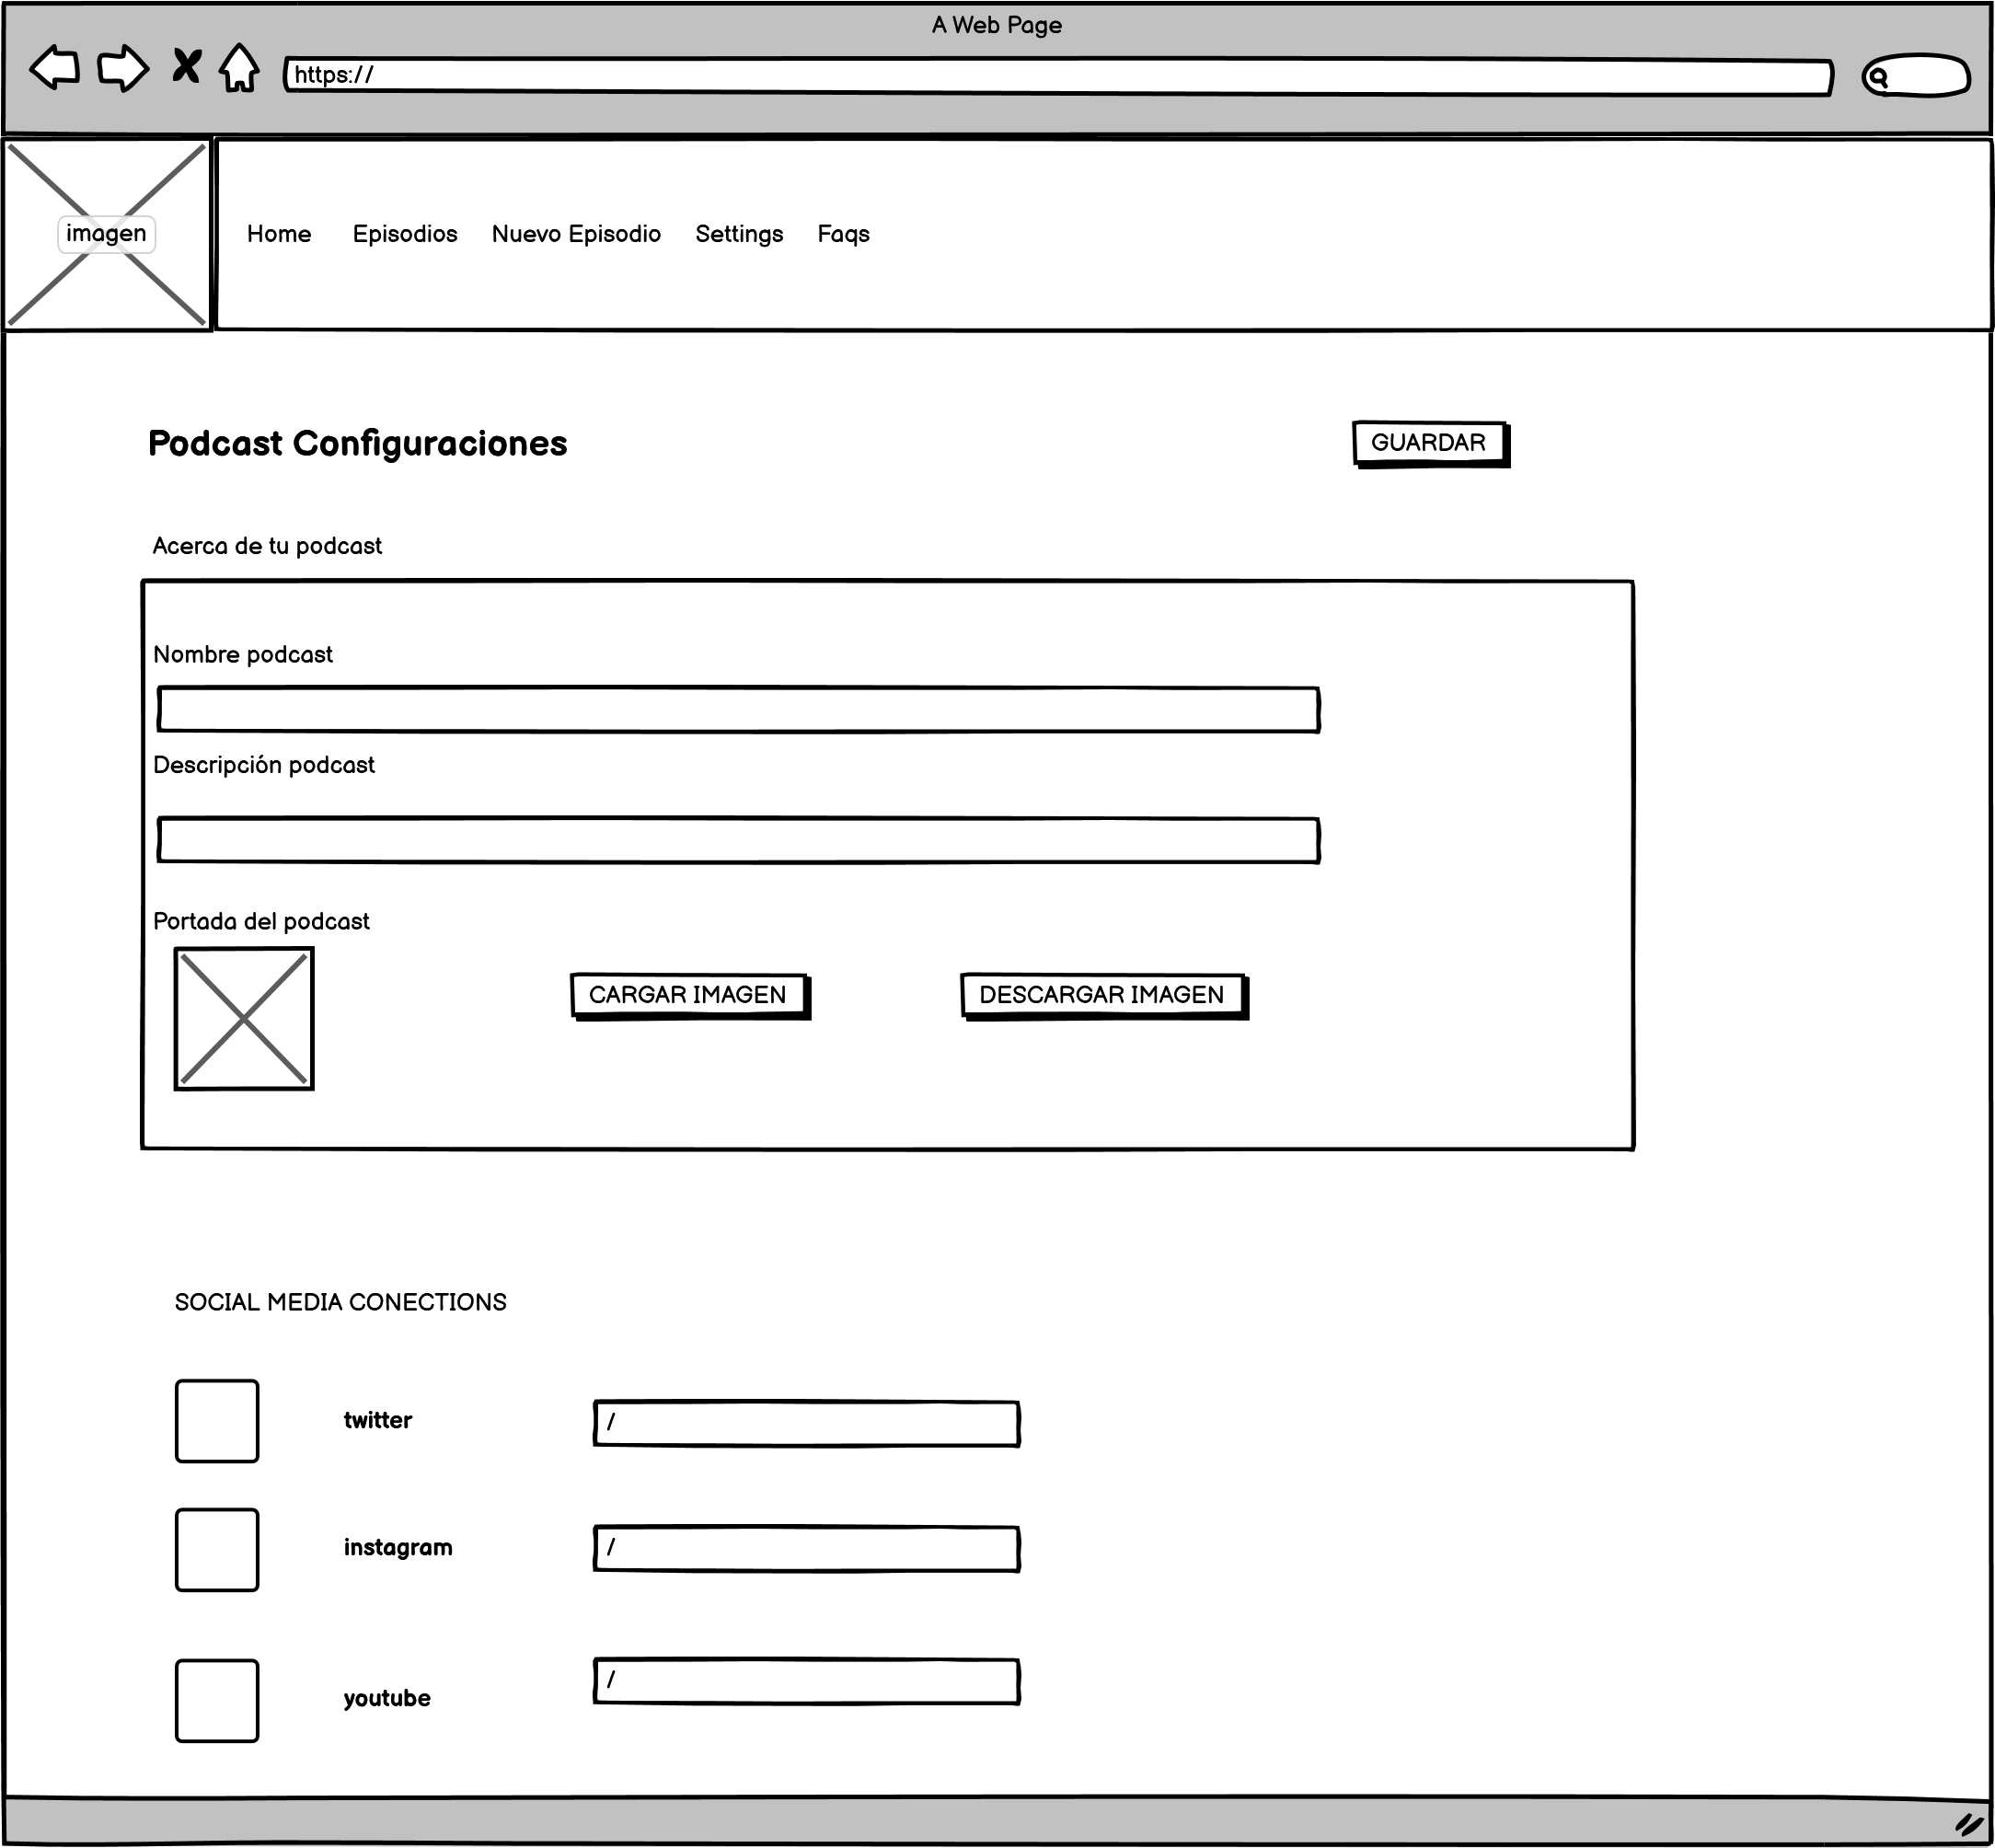 A Web Page
https://
imagen
Home Episodios Nuevo Episodio Settings Faqs
Podcast Configuraciones
GUARDAR
Acerca de tu podcast
Nombre podcast
Descripción podcast
Portada del podcast
CARGAR IMAGEN
DESCARGAR IMAGEN
SOCIAL MEDIA CONECTIONS
twitter
/
instagram
/
youtube
/